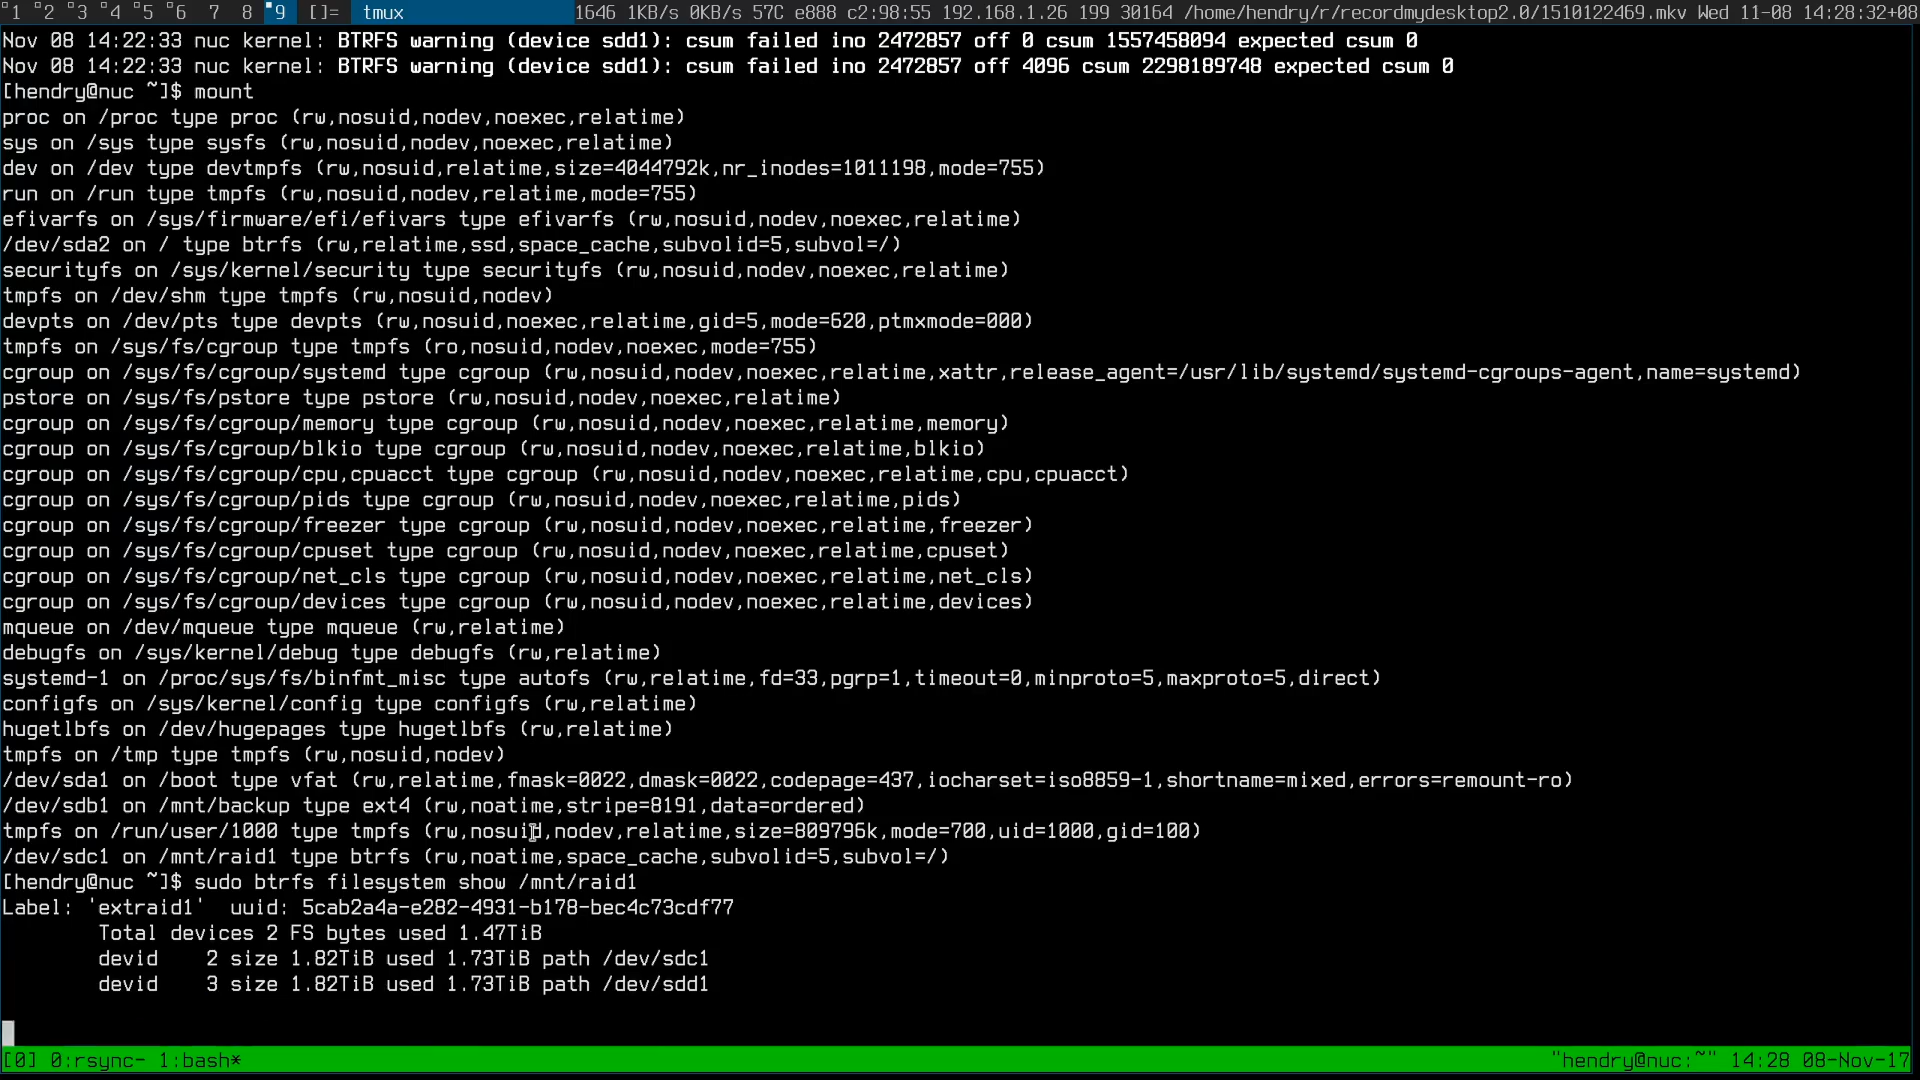 1 2 3 4 5 6 7 8 9 []= tmux 1646 1KB/s 0KB/s 57C e888 c2:98:55 192.168.1.26 199 30164 /home/hendry/r/recordmydesktop2.0/1510122469.mkv Wed 11-08 14:28:32+08
Nov 08 14:22:33 nuc kernel: BTRFS warning (device sdd1): csum failed ino 2472857 off 0 csum 1557458094 expected csum 0
Nov 08 14:22:33 nuc kernel: BTRFS warning (device sdd1): csum failed ino 2472857 off 4096 csum 2298189748 expected csum 0
[hendry@nuc ~]$ mount
proc on /proc type proc (rw,nosuid,nodev,noexec,relatime)
sys on /sys type sysfs (rw,nosuid,nodev,noexec,relatime)
dev on /dev type devtmpfs (rw,nosuid,relatime,size=4044792k,nr_inodes=1011198,mode=755)
run on /run type tmpfs (rw,nosuid,nodev,relatime,mode=755)
efivarfs on /sys/firmware/efi/efivars type efivarfs (rw,nosuid,nodev,noexec,relatime)
/dev/sda2 on / type btrfs (rw,relatime,ssd,space_cache,subvolid=5,subvol=/)
securityfs on /sys/kernel/security type securityfs (rw,nosuid,nodev,noexec,relatime)
tmpfs on /dev/shm type tmpfs (rw,nosuid,nodev)
devpts on /dev/pts type devpts (rw,nosuid,noexec,relatime,gid=5,mode=620,ptmxmode=000)
tmpfs on /sys/fs/cgroup type tmpfs (ro,nosuid,nodev,noexec,mode=755)
cgroup on /sys/fs/cgroup/systemd type cgroup (rw,nosuid,nodev,noexec,relatime,xattr,release_agent=/usr/lib/systemd/systemd-cgroups-agent,name=systemd)
pstore on /sys/fs/pstore type pstore (rw,nosuid,nodev,noexec,relatime)
cgroup on /sys/fs/cgroup/memory type cgroup (rw,nosuid,nodev,noexec,relatime,memory)
cgroup on /sys/fs/cgroup/blkio type cgroup (rw,nosuid,nodev,noexec,relatime,blkio)
cgroup on /sys/fs/cgroup/cpu,cpuacct type cgroup (rw,nosuid,nodev,noexec,relatime,cpu,cpuacct)
cgroup on /sys/fs/cgroup/pids type cgroup (rw,nosuid,nodev,noexec,relatime,pids)
cgroup on /sys/fs/cgroup/freezer type cgroup (rw,nosuid,nodev,noexec,relatime,freezer)
cgroup on /sys/fs/cgroup/cpuset type cgroup (rw,nosuid,nodev,noexec,relatime,cpuset)
cgroup on /sys/fs/cgroup/net_cls type cgroup (rw,nosuid,nodev,noexec,relatime,net_cls)
cgroup on /sys/fs/cgroup/devices type cgroup (rw,nosuid,nodev,noexec,relatime,devices)
mqueue on /dev/mqueue type mqueue (rw,relatime)
debugfs on /sys/kernel/debug type debugfs (rw,relatime)
systemd-1 on /proc/sys/fs/binfmt_misc type autofs (rw,relatime,fd=33,pgrp=1,timeout=0,minproto=5,maxproto=5,direct)
configfs on /sys/kernel/config type configfs (rw,relatime)
hugetlbfs on /dev/hugepages type hugetlbfs (rw,relatime)
tmpfs on /tmp type tmpfs (rw,nosuid,nodev)
/dev/sda1 on /boot type vfat (rw,relatime,fmask=0022,dmask=0022,codepage=437,iocharset=iso8859-1,shortname=mixed,errors=remount-ro)
/dev/sdb1 on /mnt/backup type ext4 (rw,noatime,stripe=8191,data=ordered)
tmpfs on /run/user/1000 type tmpfs (rw,nosuid,nodev,relatime,size=809796k,mode=700,uid=1000,gid=100)
/dev/sdc1 on /mnt/raid1 type btrfs (rw,noatime,space_cache,subvolid=5,subvol=/)
[hendry@nuc ~]$ sudo btrfs filesystem show /mnt/raid1
Label: 'extraid1'  uuid: 5cab2a4a-e282-4931-b178-bec4c73cdf77
Total devices 2 FS bytes used 1.47TiB
devid    2 size 1.82TiB used 1.73TiB path /dev/sdc1
devid    3 size 1.82TiB used 1.73TiB path /dev/sdd1
[0] 0:rsync- 1:bash* "hendry@nuc:~" 14:28 08-Nov-17